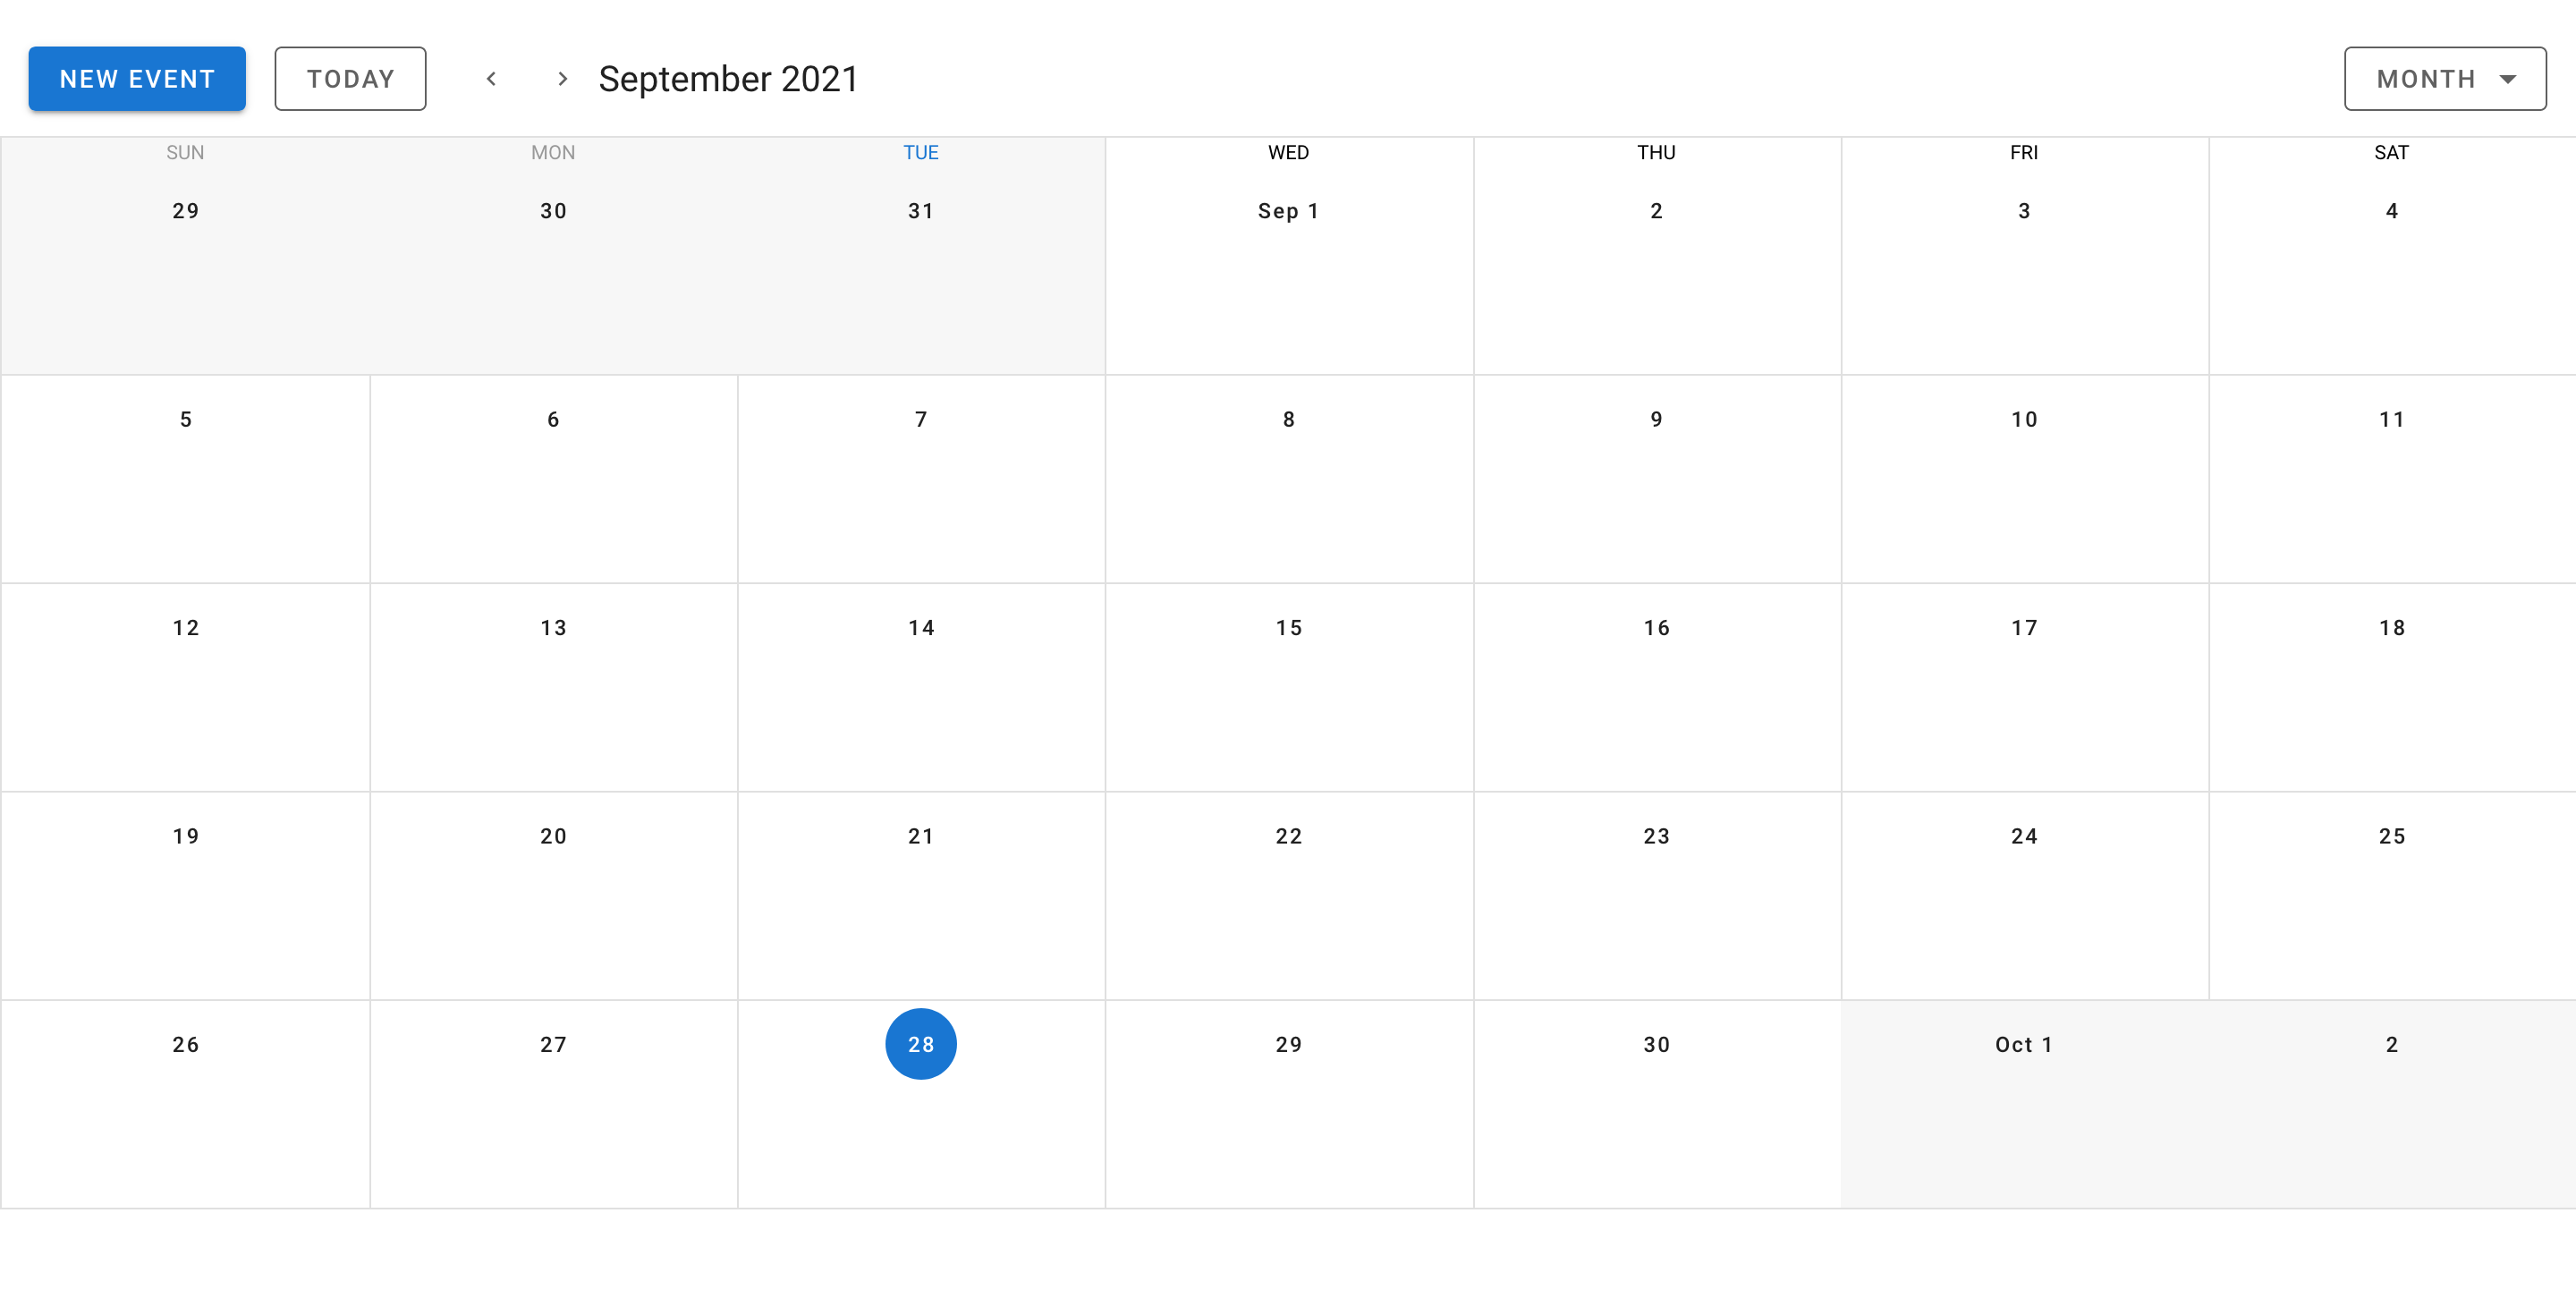 NEW EVENT TODAY September 2021 MONTH
SUN MON TUE WED THU FRI SAT
29 30 31 Sep 1 2 3 4
5 6 7 8 9 10 11
12 13 14 15 16 17 18
19 20 21 22 23 24 25
26 27 28 29 30 Oct 1 2